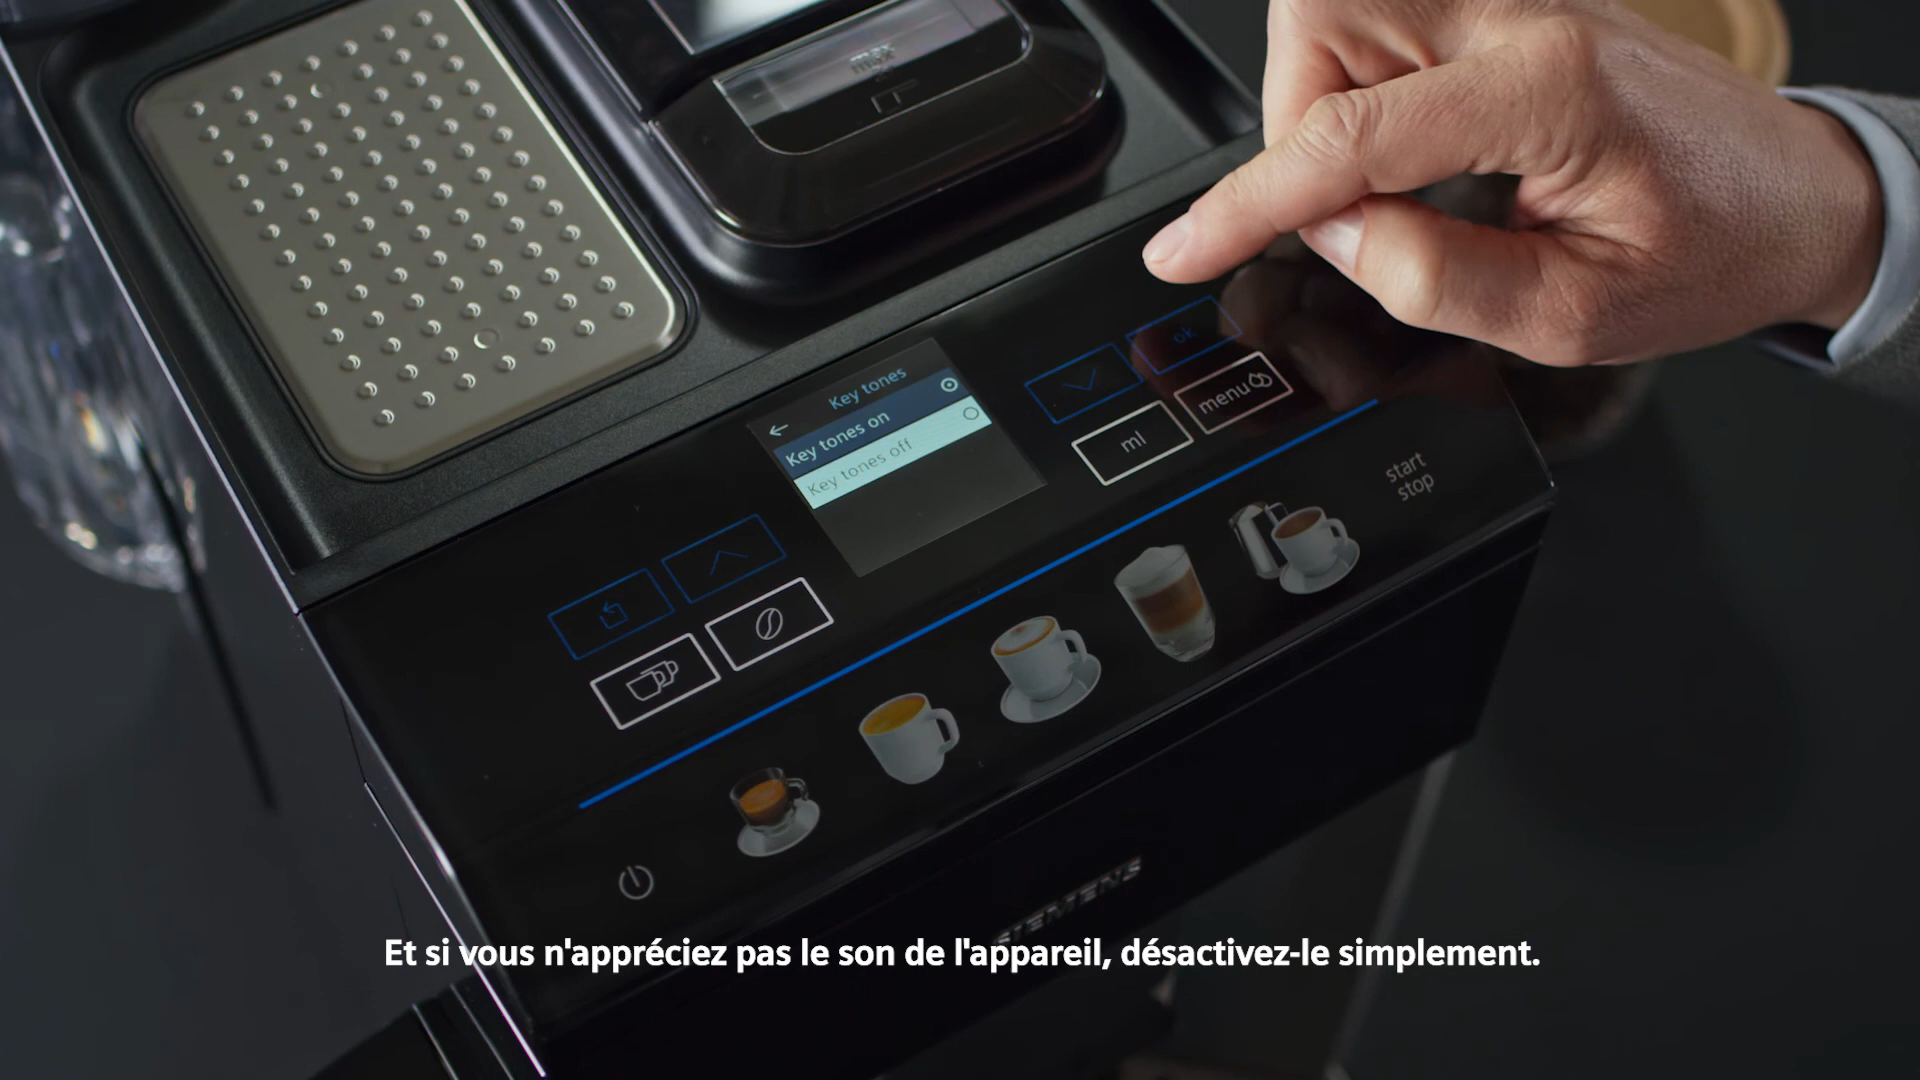 max
Key tones
Key tones on
Key tones off
ok
menu
ml
start
stop
SIEMENS
Et si vous n'appréciez pas le son de l'appareil, désactivez-le simplement.